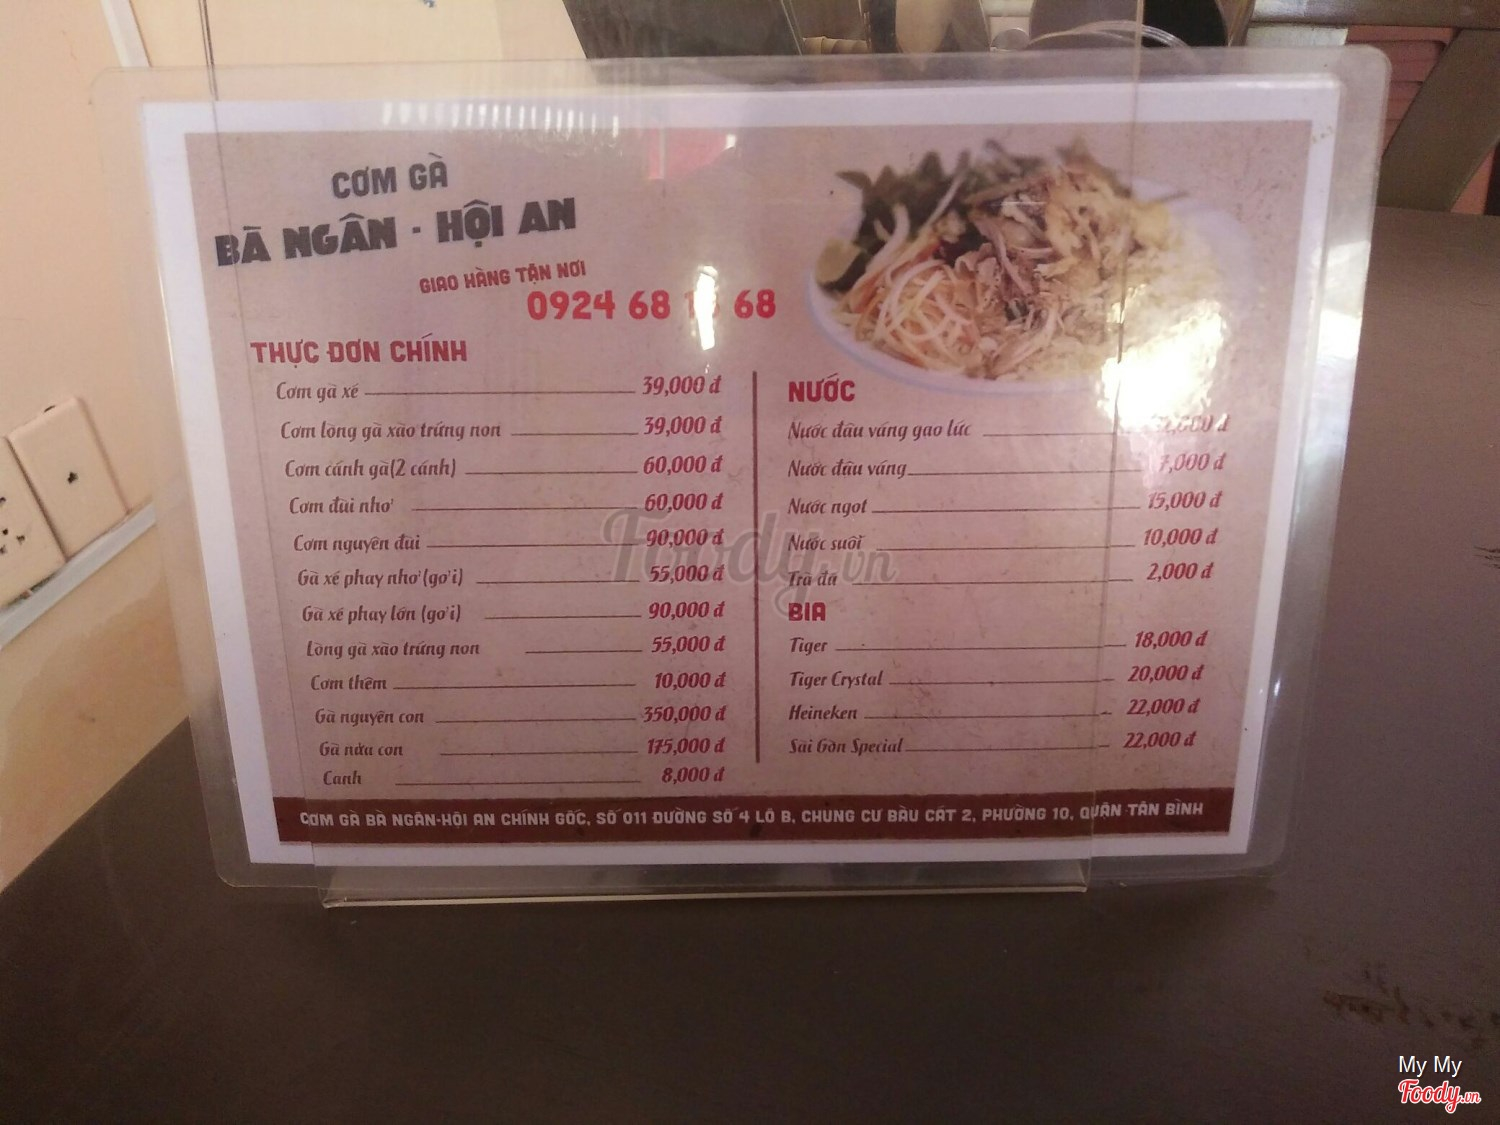 CƠM GÀ
BÀ NGÂN - HỘI AN
GIAO HÀNG TẬN NƠI
0924 68 68
THỰC ĐƠN CHÍNH
Cơm gà xé 39,000 đ
Cơm lòng gà xào trứng non 39,000 đ
Cơm cánh gà(2 cánh) 60,000 đ
Cơm đùi nhỏ 60,000 đ
Cơm nguyên đùi 90,000 đ
Gà xé phay nhỏ (gỏi) 55,000 đ
Gà xé phay lớn (gỏi) 90,000 đ
Lòng gà xào trứng non 55,000 đ
Cơm thêm 10,000 đ
Gà nguyên con 350,000 đ
Gà nửa con 175,000 đ
Canh 8,000 đ
NƯỚC
Nước đậu ván gạo lức
Nước đậu ván 7,000 đ
Nước ngọt 15,000 đ
Nước suối 10,000 đ
Trà đá 2,000 đ
BIA
Tiger 18,000 đ
Tiger Crystal 20,000 đ
Heineken 22,000 đ
Sài Gòn Special 22,000 đ
CƠM GÀ BÀ NGÂN-HỘI AN CHÍNH GỐC, SỐ 011 ĐƯỜNG SỐ 4 LÔ B, CHUNG CƯ BÀU CÁT 2, PHƯỜNG 10, QUẬN TÂN BÌNH
Foody.vn
My My
Foody.vn